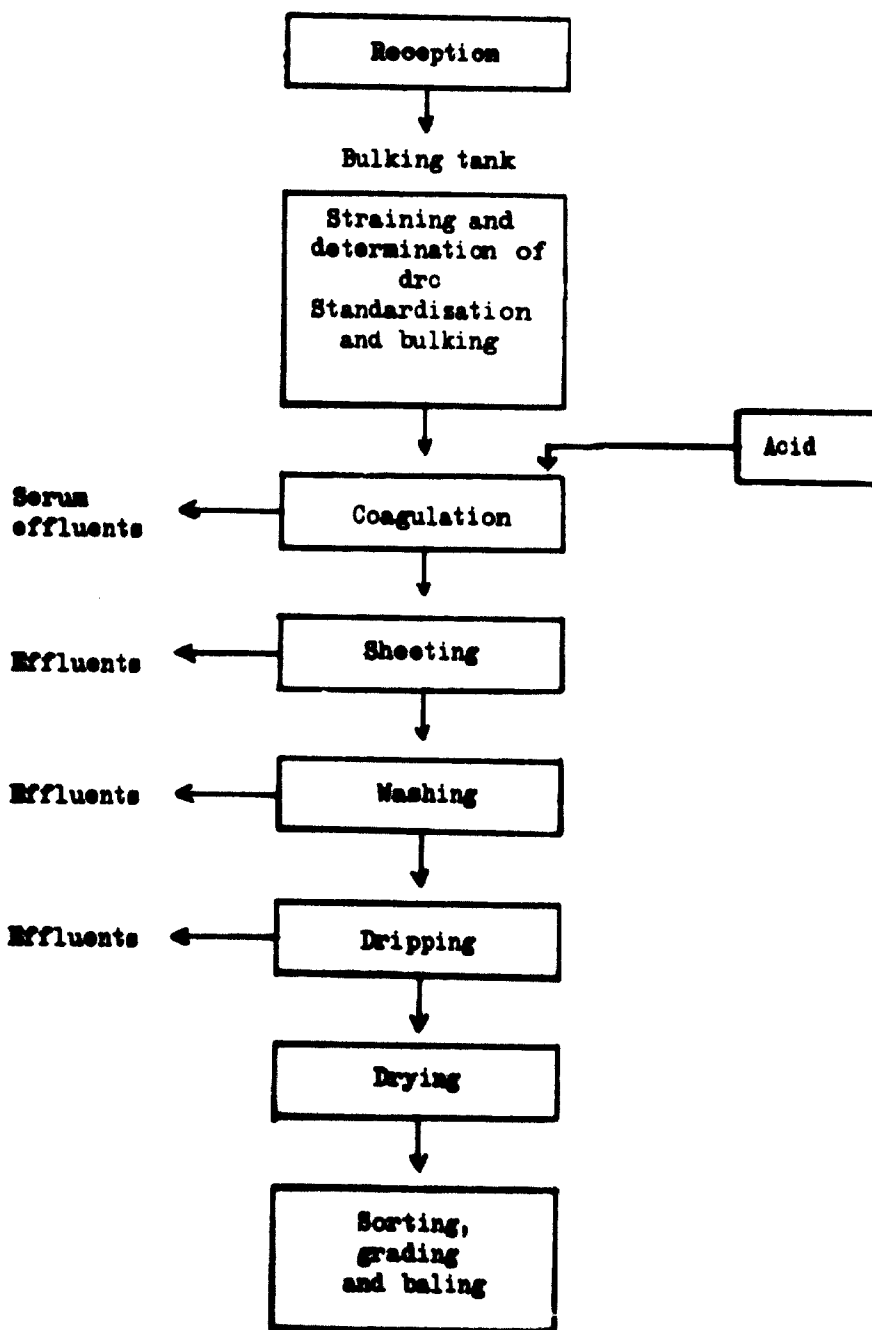 Reception
Bulking tank
Straining and
determination of
drc
Standardization
and bulking
Acid
Serum
effluents
Coagulation
Effluents
Sheeting
Effluents
Washing
Effluents
Dripping
Drying
Sorting,
grading
and baling